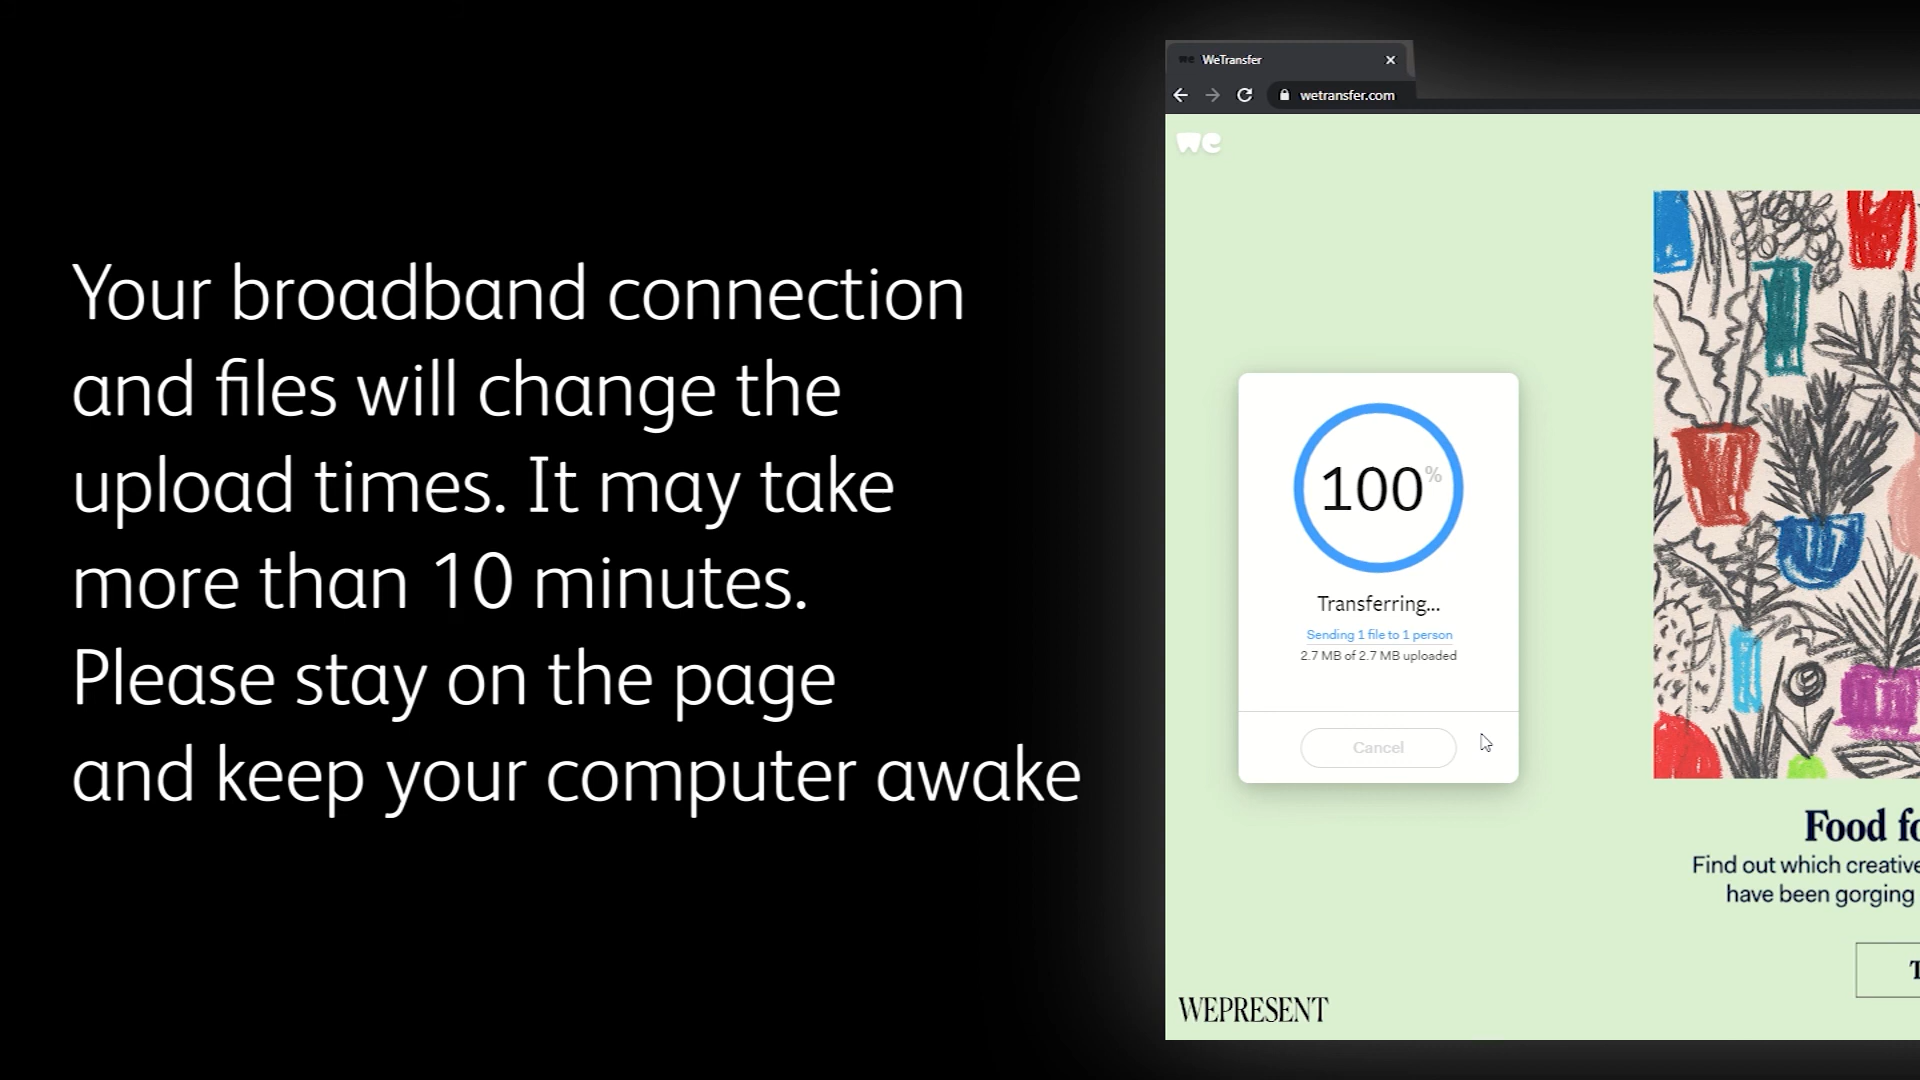 Your broadband connection
and files will change the
upload times. It may take
more than 10 minutes.
Please stay on the page
and keep your computer awake
we WeTransfer
wetransfer.com
we
100%
Transferring...
Sending 1 file to 1 person
2.7 MB of 2.7 MB uploaded
Cancel
Food fo
Find out which creative
have been gorging
T
WEPRESENT